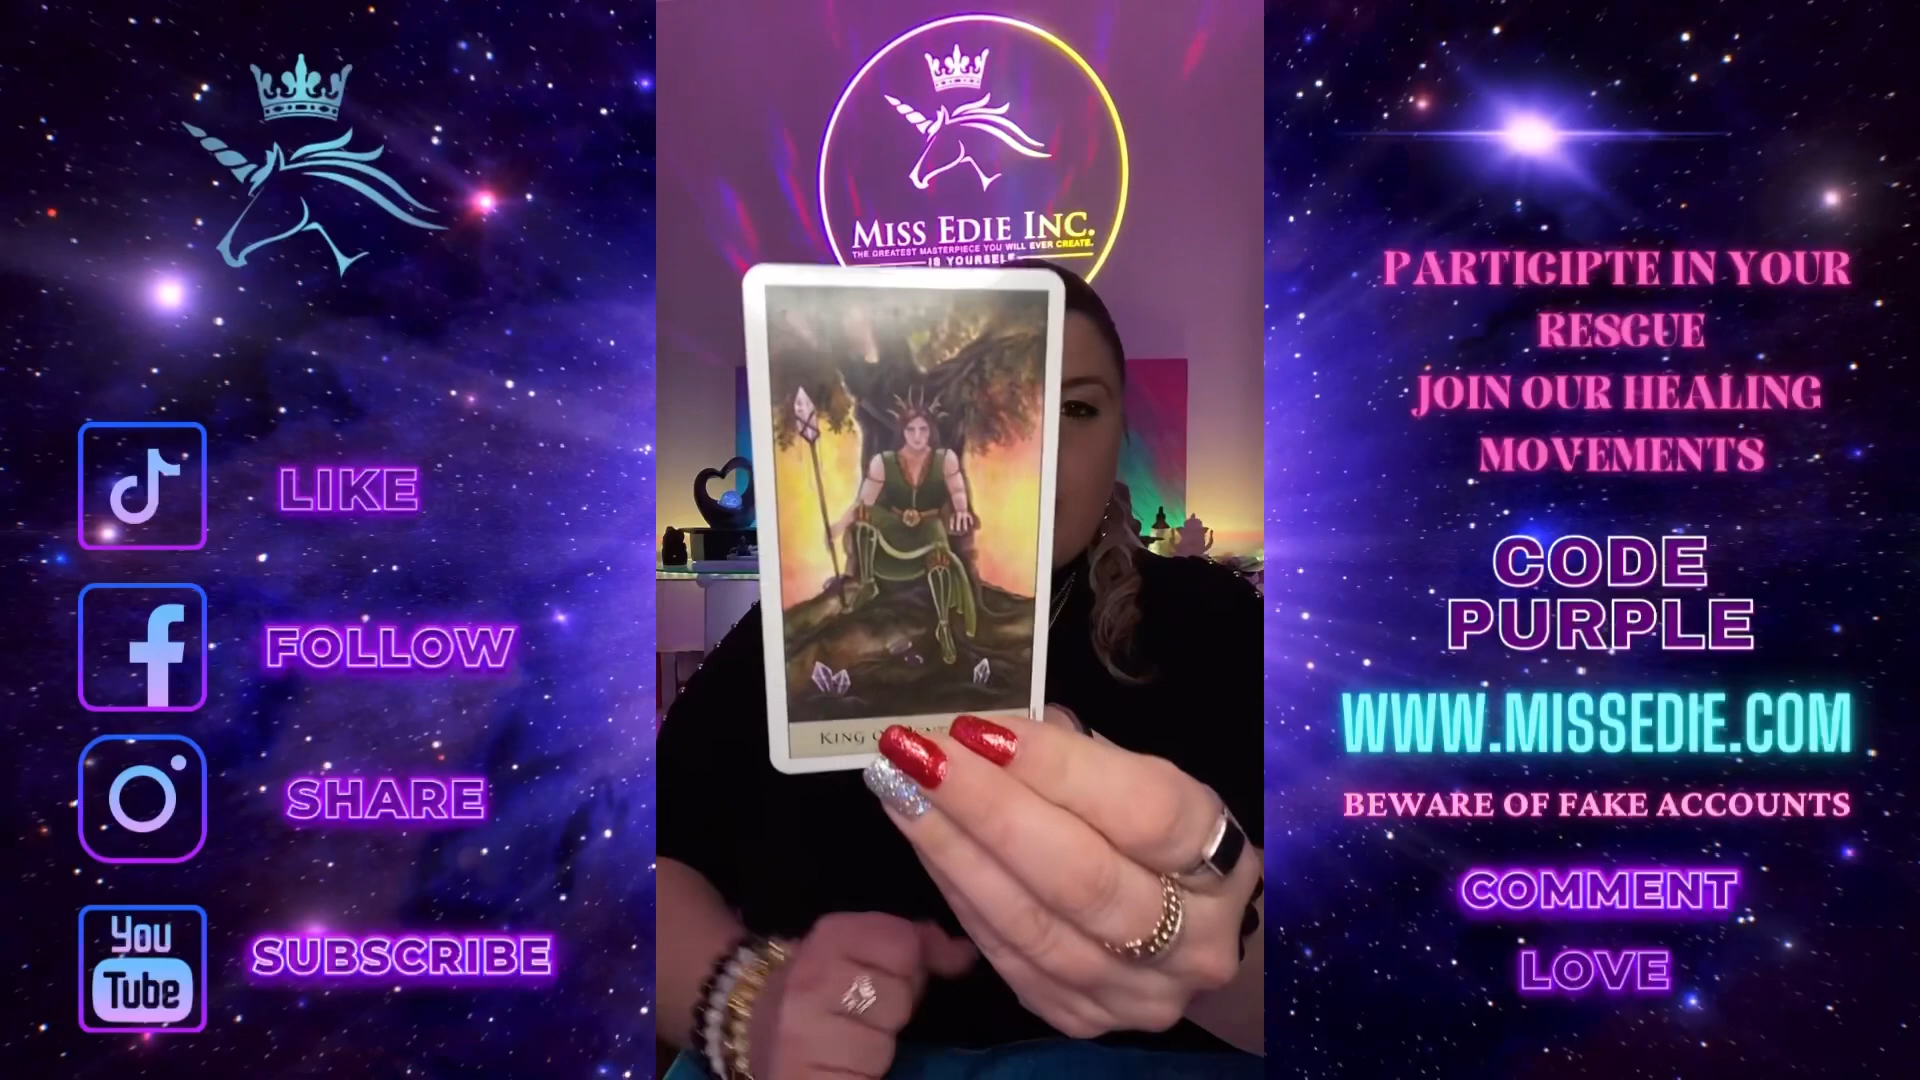 MISS EDIE INC.
THE GREATEST MASTERPIECE YOU WILL EVER CREATE.
IS YOURSELF
KING
LIKE
FOLLOW
SHARE
You
Tube
SUBSCRIBE
PARTICIPTE IN YOUR
RESCUE
JOIN OUR HEALING
MOVEMENTS
CODE
PURPLE
WWW.MISSEDIE.COM
BEWARE OF FAKE ACCOUNTS
COMMENT
LOVE